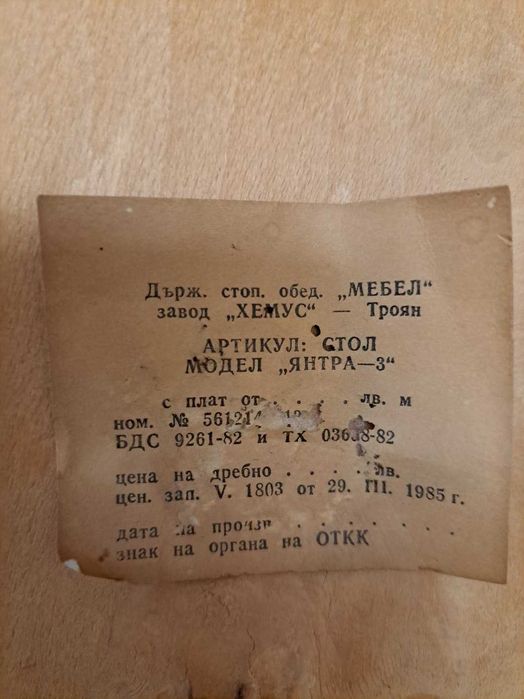 Държ. стоп. обед. „МЕБЕЛ“
завод „ХЕМУС“ — Троян
АРТИКУЛ: СТОЛ
МОДЕЛ „ЯНТРА—3“
с плат от . . . . лв. м
ном. №
БДС 9261-82 и ТХ
цена на дребно . . . . лв.
цен. зап. V. 1803 от 29. III. 1985 г.
дата на . . . . . . .
знак на органа на ОТКК